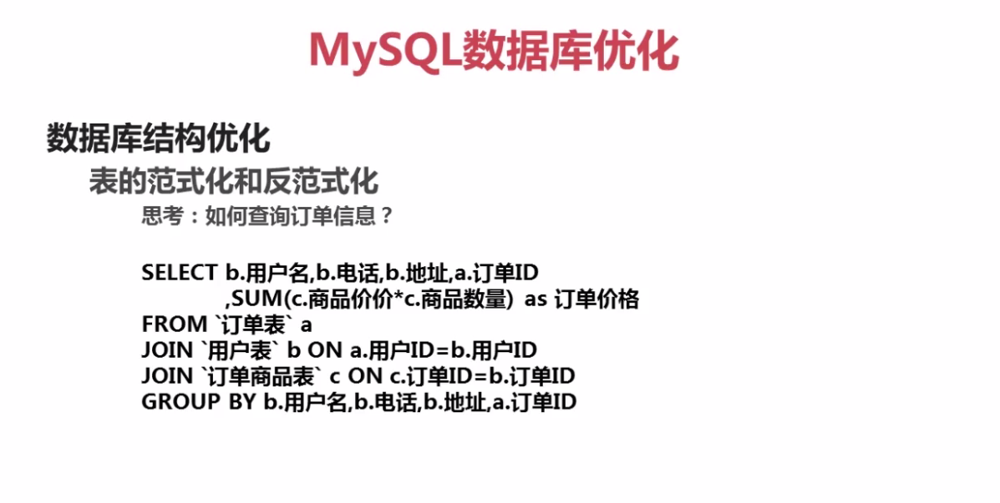 MySQL数据库优化
数据库结构优化
表的范式化和反范式化
思考：如何查询订单信息？
SELECT b.用户名,b.电话,b.地址,a.订单ID
,SUM(c.商品价价*c.商品数量) as 订单价格
FROM `订单表` a
JOIN `用户表` b ON a.用户ID=b.用户ID
JOIN `订单商品表` c ON c.订单ID=b.订单ID
GROUP BY b.用户名,b.电话,b.地址,a.订单ID